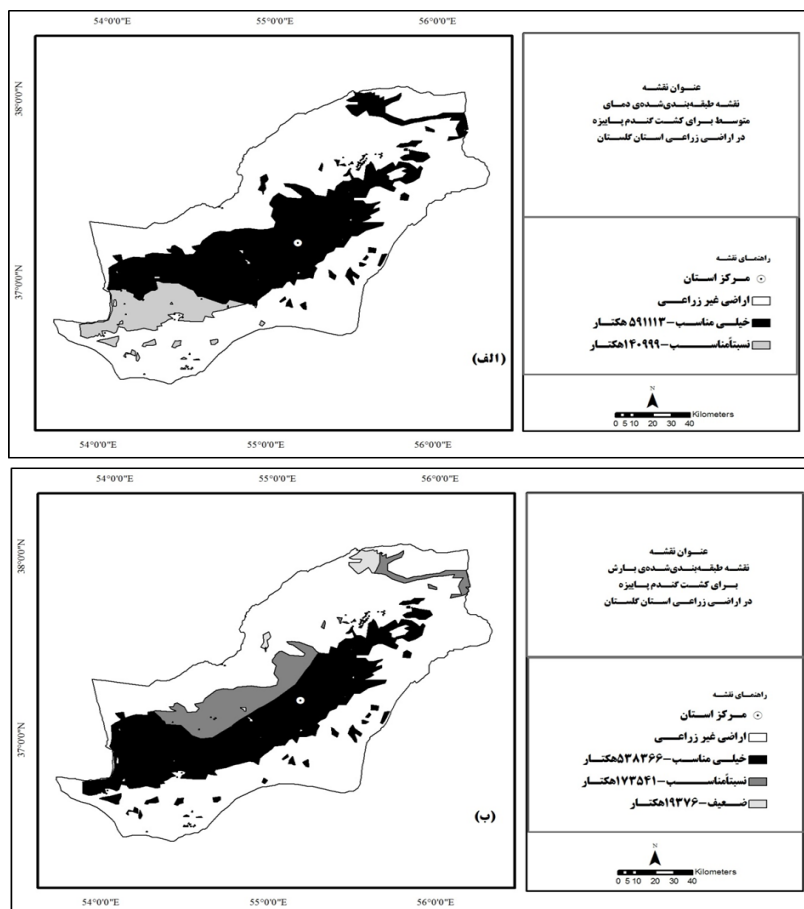 54°0'0"E 55°0'0"E 56°0'0"E
38°0'0"N
37°0'0"N
(الف)
54°0'0"E 55°0'0"E 56°0'0"E
عنوان نقشه
نقشه طبقه‌بندی‌شده‌ی دمای
متوسط برای کشت گندم پاییزه
در اراضی زراعی استان گلستان
راهنمای نقشه
مرکز استان
اراضی غیر زراعی
خیلی مناسب-۵۹۱۱۱۳ هکتار
نسبتاًمناسب-۱۴۰۹۹۹هکتار
N
Kilometers
0 5 10 20 30 40
54°0'0"E 55°0'0"E 56°0'0"E
38°0'0"N
37°0'0"N
(ب)
54°0'0"E 55°0'0"E 56°0'0"E
عنوان نقشه
نقشه طبقه‌بندی‌شده‌ی بارش
برای کشت گندم پاییزه
در اراضی زراعی استان گلستان
راهنمای نقشه
مرکز استان
اراضی غیر زراعی
خیلی مناسب-۵۳۸۳۶۶هکتار
نسبتاًمناسب-۱۷۳۵۴۱هکتار
ضعیف-۱۹۳۷۶هکتار
N
Kilometers
0 5 10 20 30 40